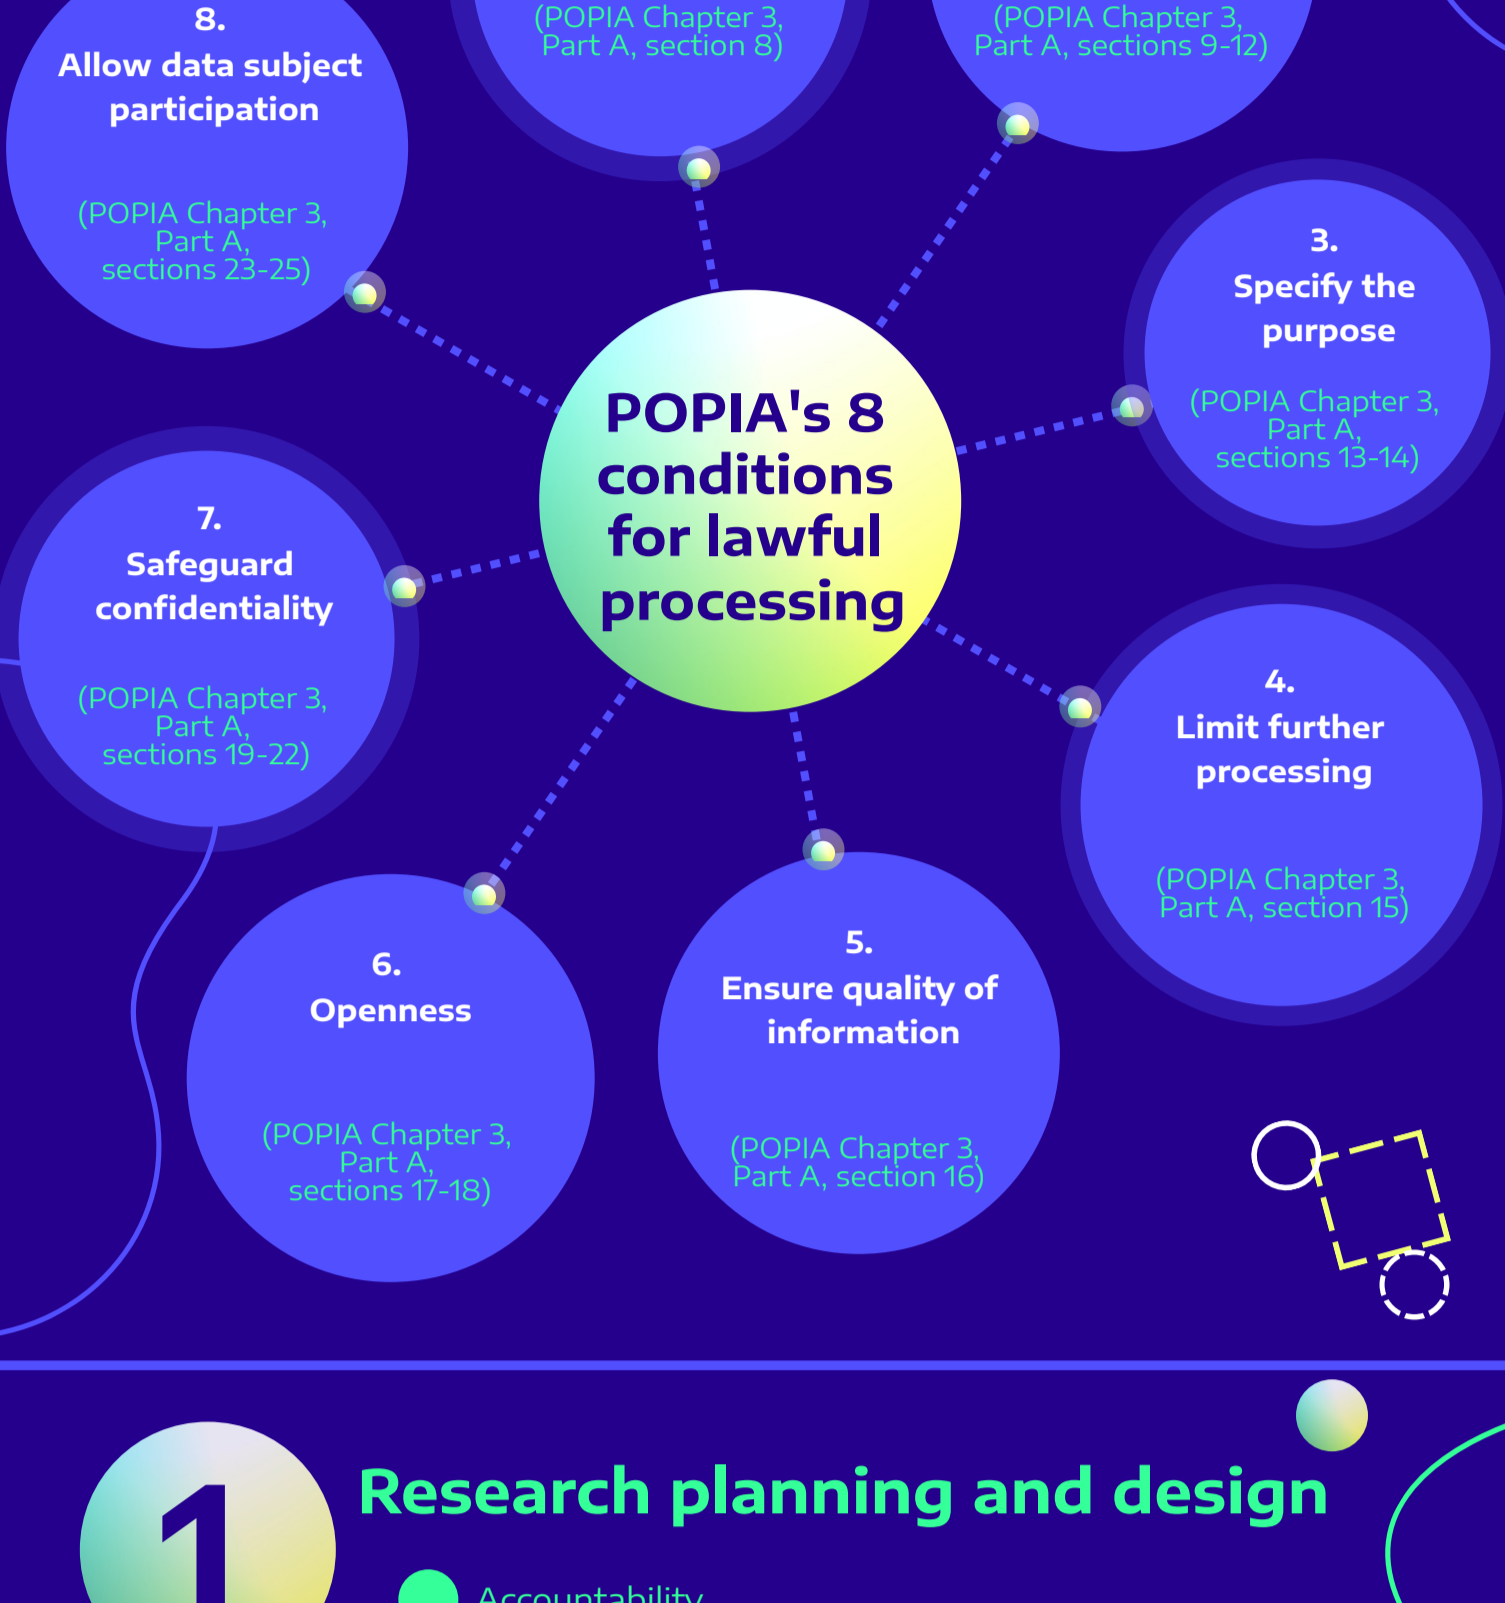 (POPIA Chapter 3,
Part A, section 8)
(POPIA Chapter 3,
Part A, sections 9-12)
3.
Specify the
purpose
(POPIA Chapter 3,
Part A,
sections 13-14)
4.
Limit further
processing
(POPIA Chapter 3,
Part A, section 15)
5.
Ensure quality of
information
(POPIA Chapter 3,
Part A, section 16)
6.
Openness
(POPIA Chapter 3,
Part A,
sections 17-18)
7.
Safeguard
confidentiality
(POPIA Chapter 3,
Part A,
sections 19-22)
8.
Allow data subject
participation
(POPIA Chapter 3,
Part A,
sections 23-25)
POPIA's 8
conditions
for lawful
processing
1
Research planning and design
Accountability